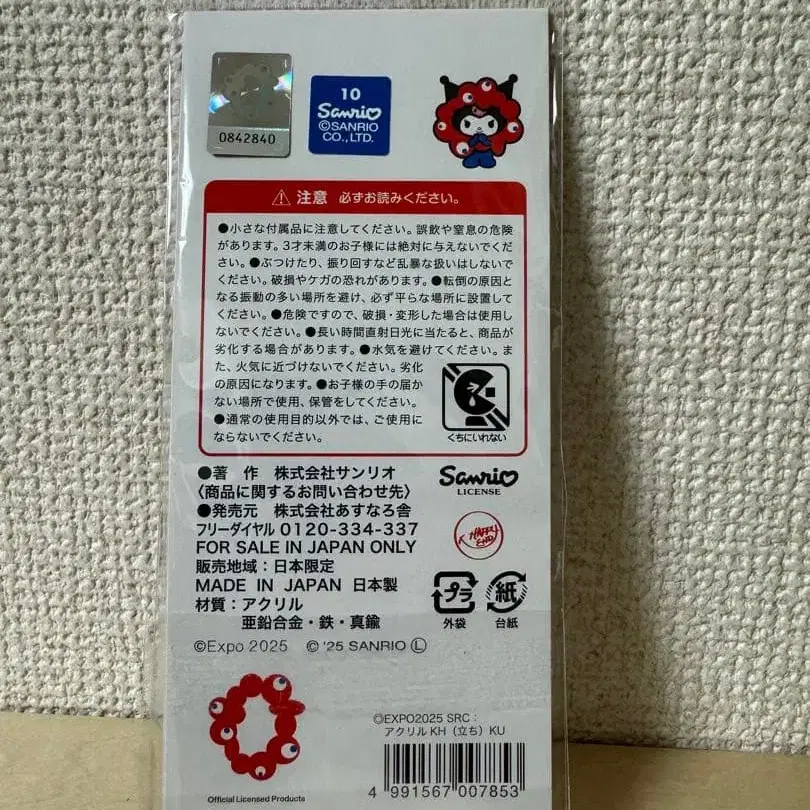 0842840
10
Sanrio
©SANRIO
CO., LTD.
注意 必ずお読みください。
●小さな付属品に注意してください。誤飲や窒息の危険
があります。3才未満のお子様には絶対に与えないでくだ
さい。●ぶつけたり、振り回すなど乱暴な扱いはしないで
ください。破損やケガの恐れがあります。●転倒の原因と
なる振動の多い場所を避け、必ず平らな場所に設置して
ください。●危険ですので、破損・変形した場合は使用し
ないでください。●長い時間直射日光に当たると、商品が
劣化する場合があります。●水気を避けてください。ま
た、火気に近づけないでください。劣化
の原因になります。●お子様の手の届か
ない場所で使用、保管をしてください。
●通常の使用目的以外では、ご使用に
ならないでください。
くちにいれない
●著 作 株式会社サンリオ
〈商品に関するお問い合わせ先〉
●発売元 株式会社あすなろ舎
フリーダイヤル 0120-334-337
FOR SALE IN JAPAN ONLY
販売地域：日本限定
MADE IN JAPAN 日本製
材質：アクリル
亜鉛合金・鉄・真鍮
Sanrio
LICENSE
HAPPY
END
プラ
外袋
紙
台紙
©Expo 2025 © '25 SANRIO Ⓛ
©EXPO2025 SRC：
アクリルKH（立ち）KU
4 991567 007853
Official Licensed Products